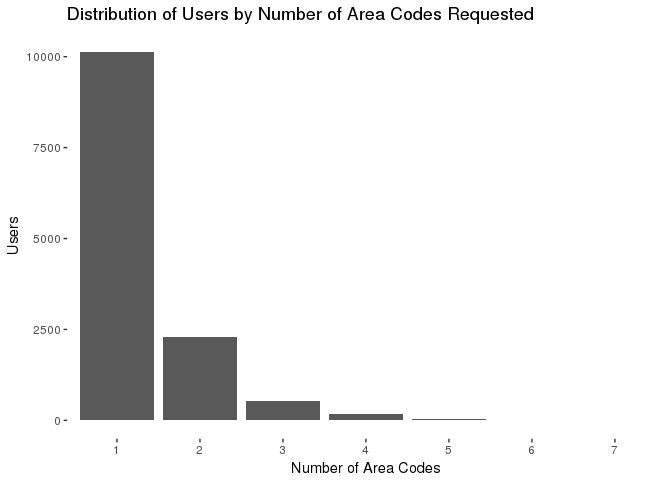 Distribution of Users by Number of Area Codes Requested
10000
7500
5000
2500
0
Users
1 2 3 4 5 6 7
Number of Area Codes